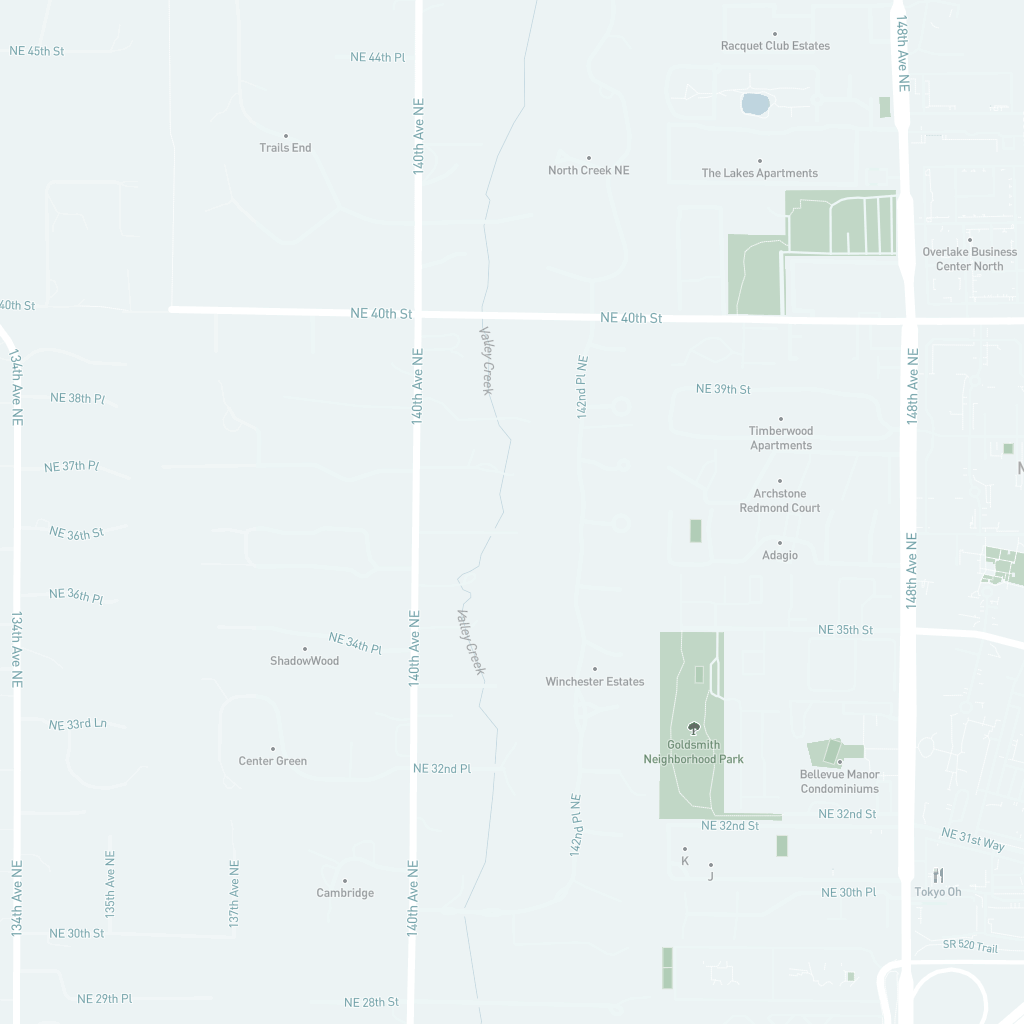 148th Ave NE
Racquet Club Estates
NE 45th St
NE 44th Pl
140th Ave NE
Trails End
North Creek NE
The Lakes Apartments
Overlake Business
Center North
40th St
NE 40th St
NE 40th St
Valley Creek
134th Ave NE
140th Ave NE
142nd Pl NE
148th Ave NE
NE 39th St
NE 38th Pl
Timberwood
Apartments
NE 37th Pl
Archstone
Redmond Court
NE 36th St
148th Ave NE
Adagio
NE 36th Pl
134th Ave NE
140th Ave NE
Valley Creek
NE 35th St
NE 34th Pl
ShadowWood
Winchester Estates
NE 33rd Ln
Goldsmith
Neighborhood Park
Center Green
NE 32nd Pl
Bellevue Manor
Condominiums
142nd Pl NE
NE 32nd St
NE 32nd St
NE 31st Way
K
J
134th Ave NE
135th Ave NE
137th Ave NE
Cambridge
140th Ave NE
NE 30th Pl
Tokyo Oh
NE 30th St
SR 520 Trail
NE 29th Pl
NE 28th St